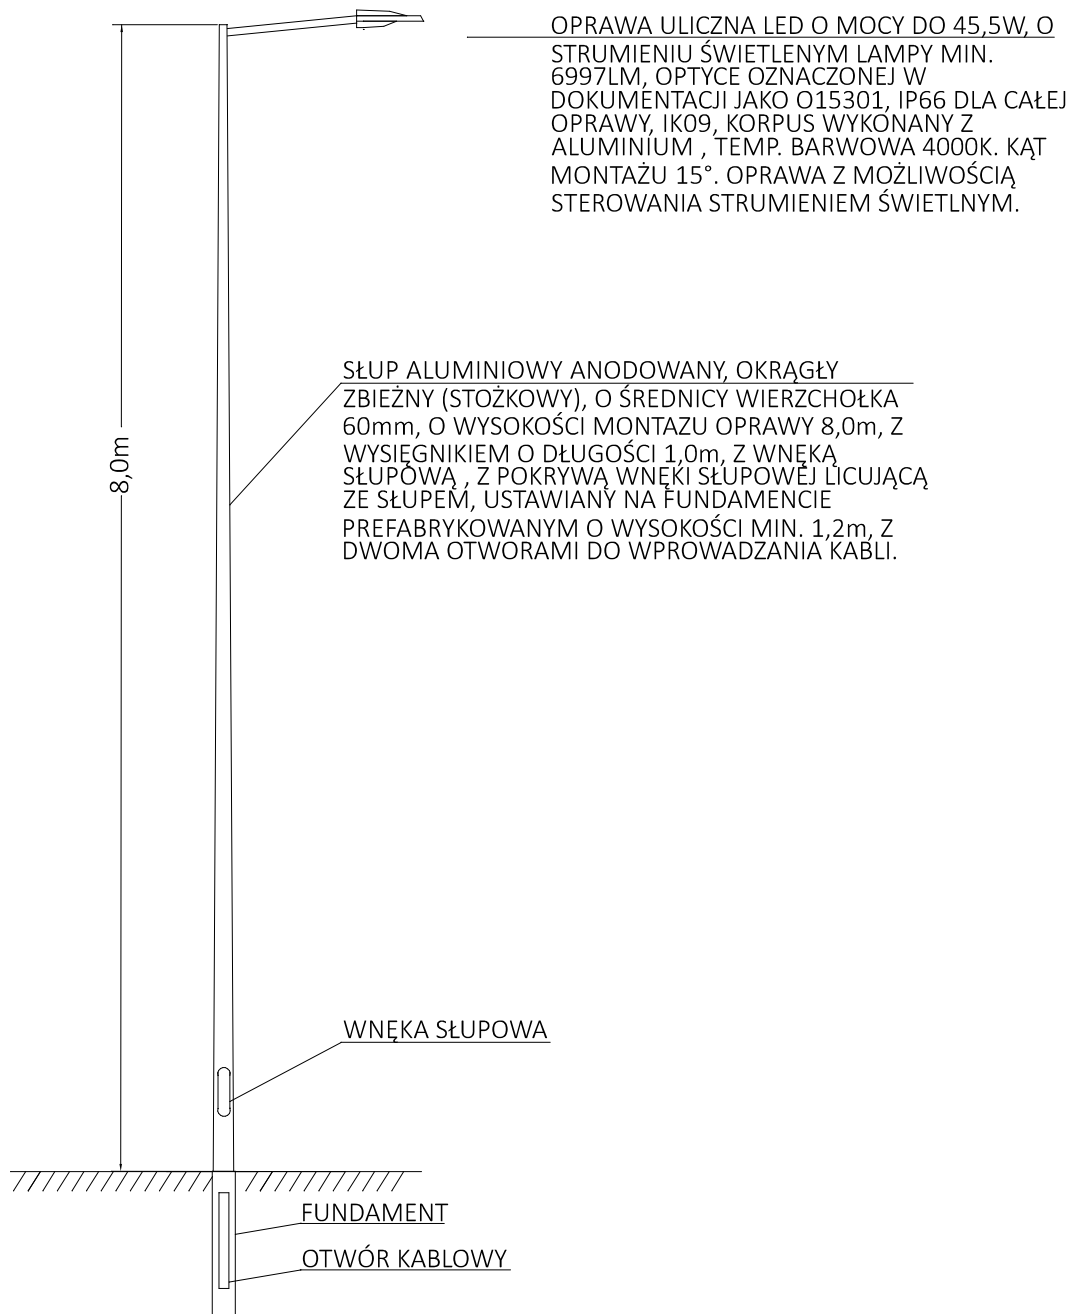 OPRAWA ULICZNA LED O MOCY DO 45,5W, O
STRUMIENIU ŚWIETLENYM LAMPY MIN.
6997LM, OPTYCE OZNACZONEJ W
DOKUMENTACJI JAKO O15301, IP66 DLA CAŁEJ
OPRAWY, IK09, KORPUS WYKONANY Z
ALUMINIUM , TEMP. BARWOWA 4000K. KĄT
MONTAŻU 15°. OPRAWA Z MOŻLIWOŚCIĄ
STEROWANIA STRUMIENIEM ŚWIETLNYM.
SŁUP ALUMINIOWY ANODOWANY, OKRĄGŁY
ZBIEŻNY (STOŻKOWY), O ŚREDNICY WIERZCHOŁKA
60mm, O WYSOKOŚCI MONTAZU OPRAWY 8,0m, Z
WYSIĘGNIKIEM O DŁUGOŚCI 1,0m, Z WNĘKĄ
SŁUPOWĄ , Z POKRYWĄ WNĘKI SŁUPOWEJ LICUJĄCĄ
ZE SŁUPEM, USTAWIANY NA FUNDAMENCIE
PREFABRYKOWANYM O WYSOKOŚCI MIN. 1,2m, Z
DWOMA OTWORAMI DO WPROWADZANIA KABLI.
8,0m
WNĘKA SŁUPOWA
FUNDAMENT
OTWÓR KABLOWY